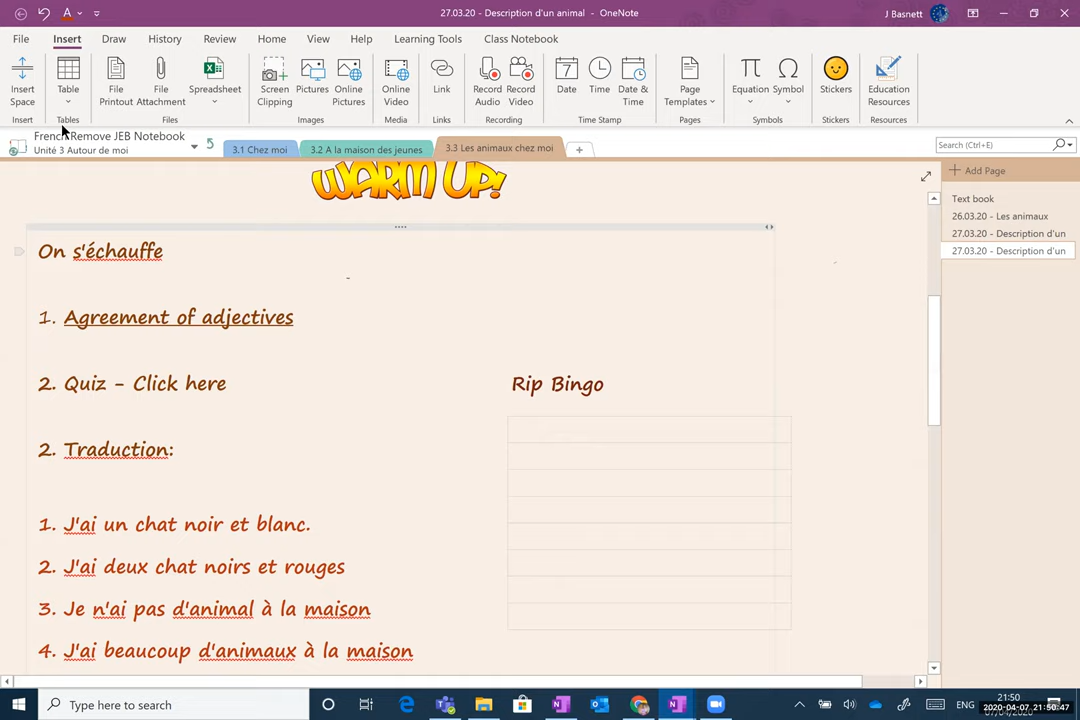 27.03.20 - Description d'un animal - OneNote
J Basnett
File Insert Draw History Review Home View Help Learning Tools Class Notebook
Insert Space
Table
File Printout
File Attachment
Spreadsheet
Screen Clipping
Pictures
Online Pictures
Online Video
Link
Record Audio
Record Video
Date
Time
Date & Time
Page Templates
Equation
Symbol
Stickers
Education Resources
Insert Tables Files Images Media Links Recording Time Stamp Pages Symbols Stickers Resources
French Remove JEB Notebook
Unité 3 Autour de moi
3.1 Chez moi
3.2 A la maison des jeunes
3.3 Les animaux chez moi
Search (Ctrl+E)
Add Page
Text book
26.03.20 - Les animaux
27.03.20 - Description d'un
27.03.20 - Description d'un
WARM UP!
On s'échauffe
1. Agreement of adjectives
2. Quiz - Click here
Rip Bingo
2. Traduction:
1. J'ai un chat noir et blanc.
2. J'ai deux chat noirs et rouges
3. Je n'ai pas d'animal à la maison
4. J'ai beaucoup d'animaux à la maison
Type here to search
ENG
21:50
2020-04-07 21:50:47